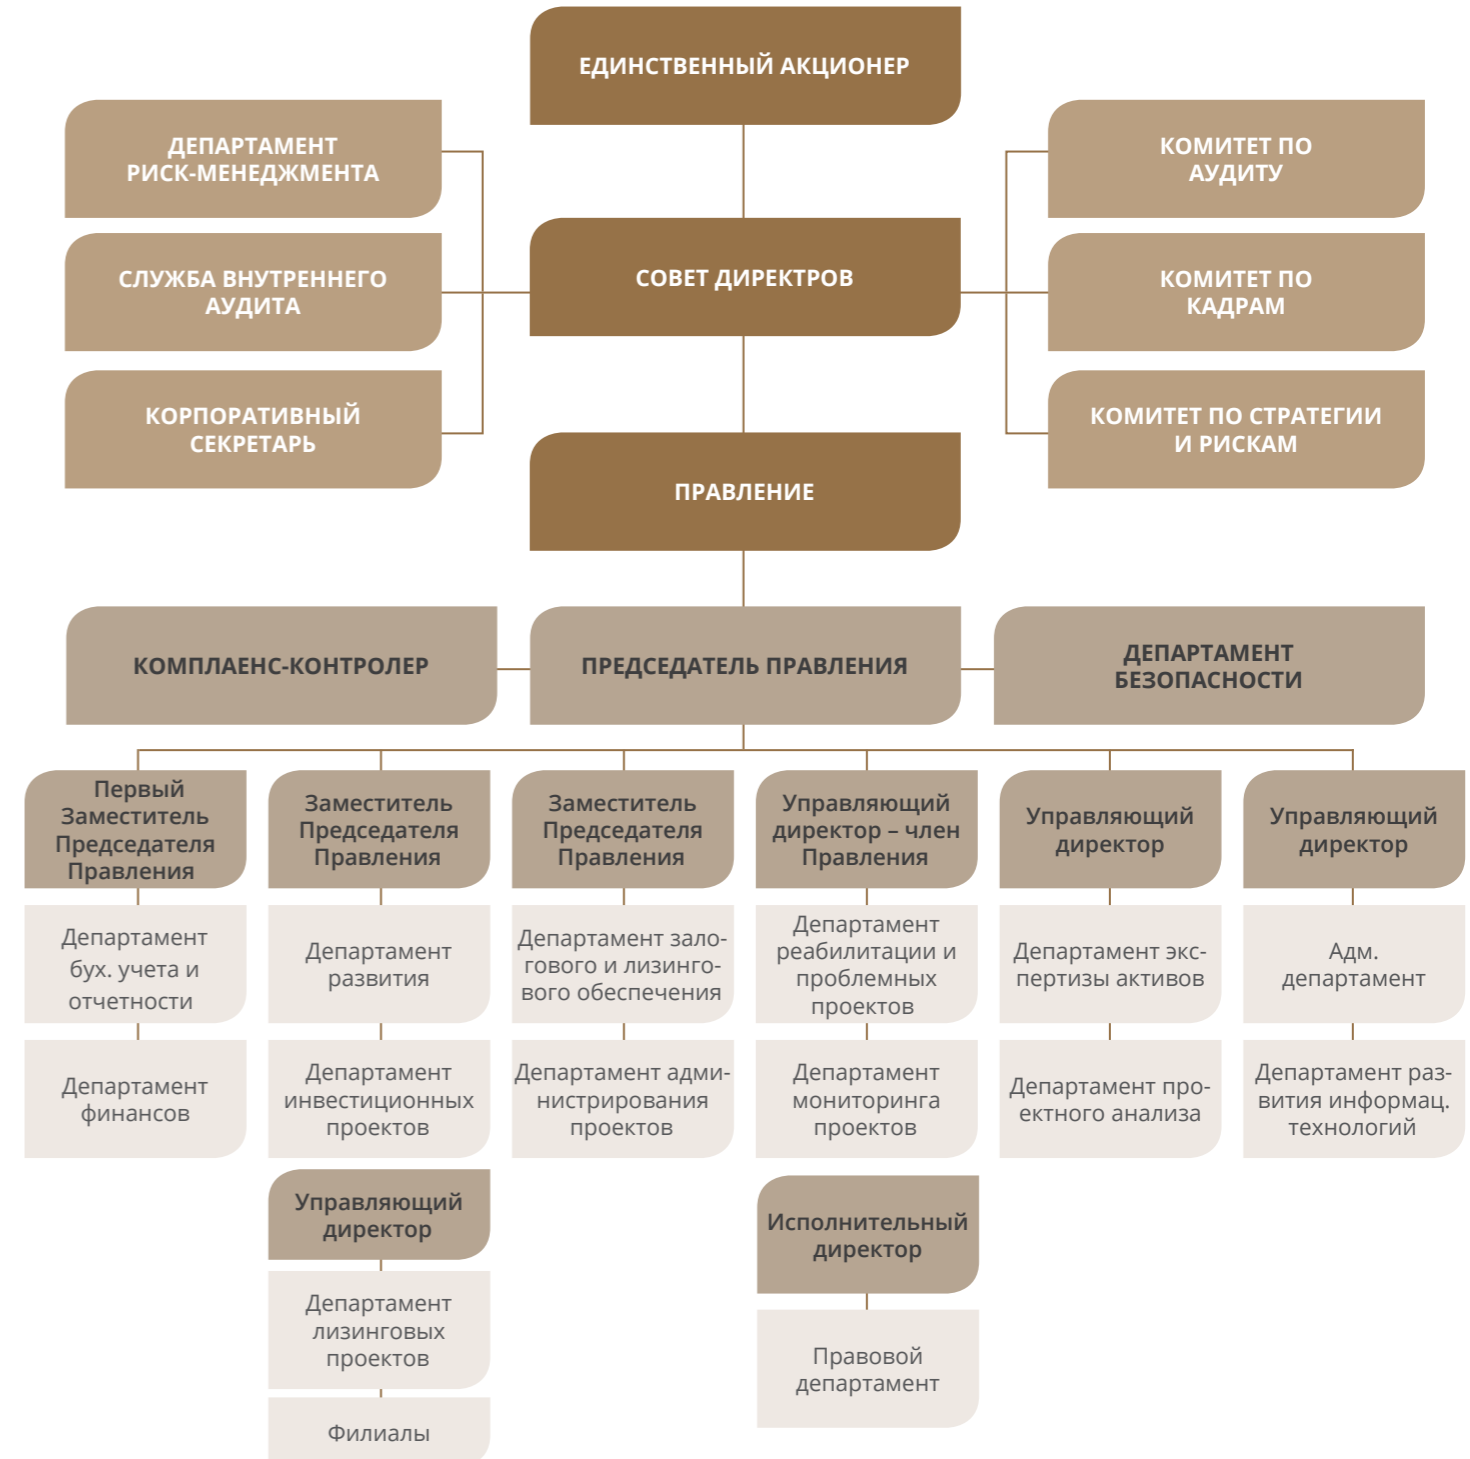 ЕДИНСТВЕННЫЙ АКЦИОНЕР
ДЕПАРТАМЕНТ
РИСК-МЕНЕДЖМЕНТА
КОМИТЕТ ПО
АУДИТУ
СЛУЖБА ВНУТРЕННЕГО
АУДИТА
СОВЕТ ДИРЕКТРОВ
КОМИТЕТ ПО
КАДРАМ
КОРПОРАТИВНЫЙ
СЕКРЕТАРЬ
КОМИТЕТ ПО СТРАТЕГИИ
И РИСКАМ
ПРАВЛЕНИЕ
КОМПЛАЕНС-КОНТРОЛЕР
ПРЕДСЕДАТЕЛЬ ПРАВЛЕНИЯ
ДЕПАРТАМЕНТ
БЕЗОПАСНОСТИ
Первый
Заместитель
Председателя
Правления
Заместитель
Председателя
Правления
Заместитель
Председателя
Правления
Управляющий
директор – член
Правления
Управляющий
директор
Управляющий
директор
Департамент
бух. учета и
отчетности
Департамент
развития
Департамент зало-
гового и лизинго-
вого обеспечения
Департамент
реабилитации и
проблемных
проектов
Департамент экс-
пертизы активов
Адм.
департамент
Департамент
финансов
Департамент
инвестиционных
проектов
Департамент адми-
нистрирования
проектов
Департамент
мониторинга
проектов
Департамент про-
ектного анализа
Департамент раз-
вития информац.
технологий
Управляющий
директор
Исполнительный
директор
Департамент
лизинговых
проектов
Правовой
департамент
Филиалы